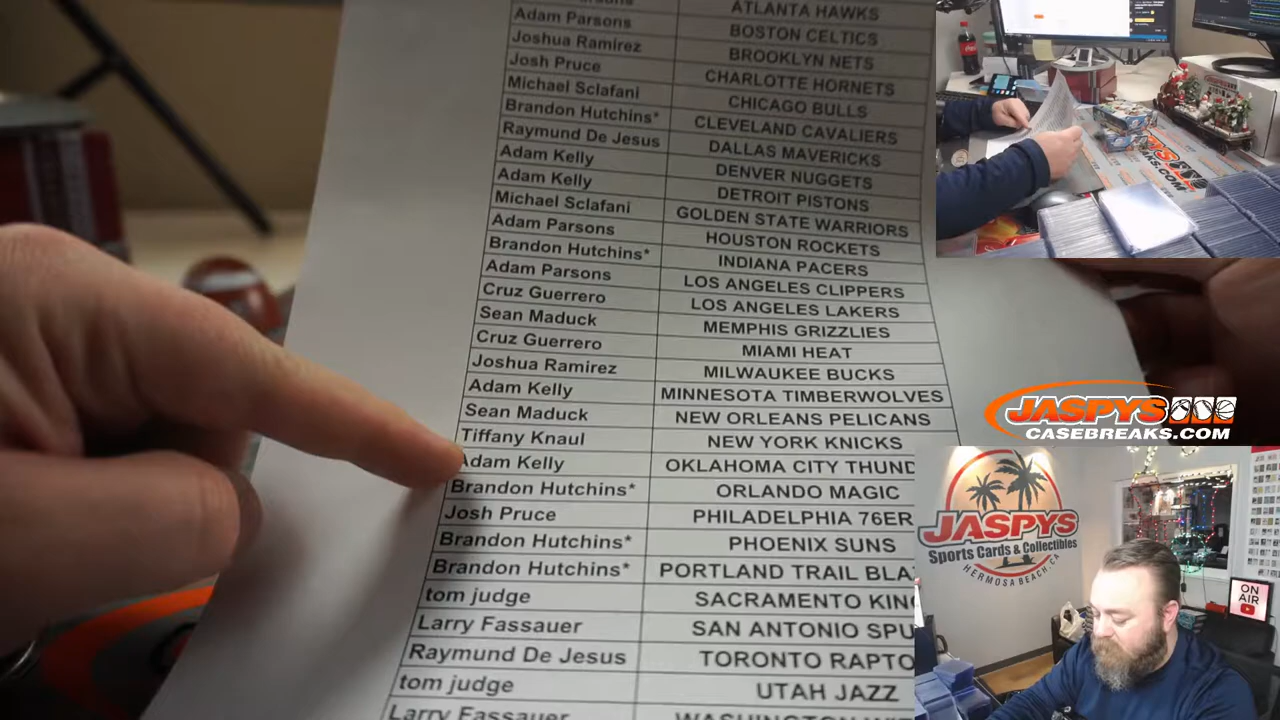 ATLANTA HAWKS
Adam Parsons BOSTON CELTICS
Joshua Ramirez BROOKLYN NETS
Josh Pruce CHARLOTTE HORNETS
Michael Sclafani CHICAGO BULLS
Brandon Hutchins* CLEVELAND CAVALIERS
Raymund De Jesus DALLAS MAVERICKS
Adam Kelly DENVER NUGGETS
Adam Kelly DETROIT PISTONS
Michael Sclafani GOLDEN STATE WARRIORS
Adam Parsons HOUSTON ROCKETS
Brandon Hutchins* INDIANA PACERS
Adam Parsons LOS ANGELES CLIPPERS
Cruz Guerrero LOS ANGELES LAKERS
Sean Maduck MEMPHIS GRIZZLIES
Cruz Guerrero MIAMI HEAT
Joshua Ramirez MILWAUKEE BUCKS
Adam Kelly MINNESOTA TIMBERWOLVES
Sean Maduck NEW ORLEANS PELICANS
Tiffany Knaul NEW YORK KNICKS
Adam Kelly OKLAHOMA CITY THUND
Brandon Hutchins* ORLANDO MAGIC
Josh Pruce PHILADELPHIA 76ER
Brandon Hutchins* PHOENIX SUNS
Brandon Hutchins* PORTLAND TRAIL BLA
tom judge SACRAMENTO KING
Larry Fassauer SAN ANTONIO SPU
Raymund De Jesus TORONTO RAPTO
tom judge UTAH JAZZ
Larry Fassauer WASHINGTON
JASPYS
BREAKS.COM
JASPYS
CASEBREAKS.COM
JASPYS
Sports Cards & Collectibles
HERMOSA BEACH, CA
ON
AIR